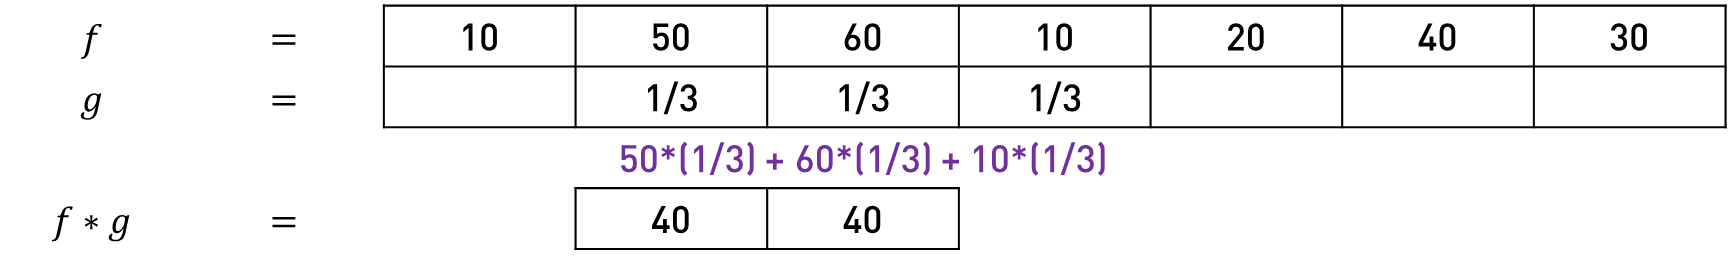 f = 10 50 60 10 20 40 30
g = 1/3 1/3 1/3
50*(1/3) + 60*(1/3) + 10*(1/3)
f * g = 40 40